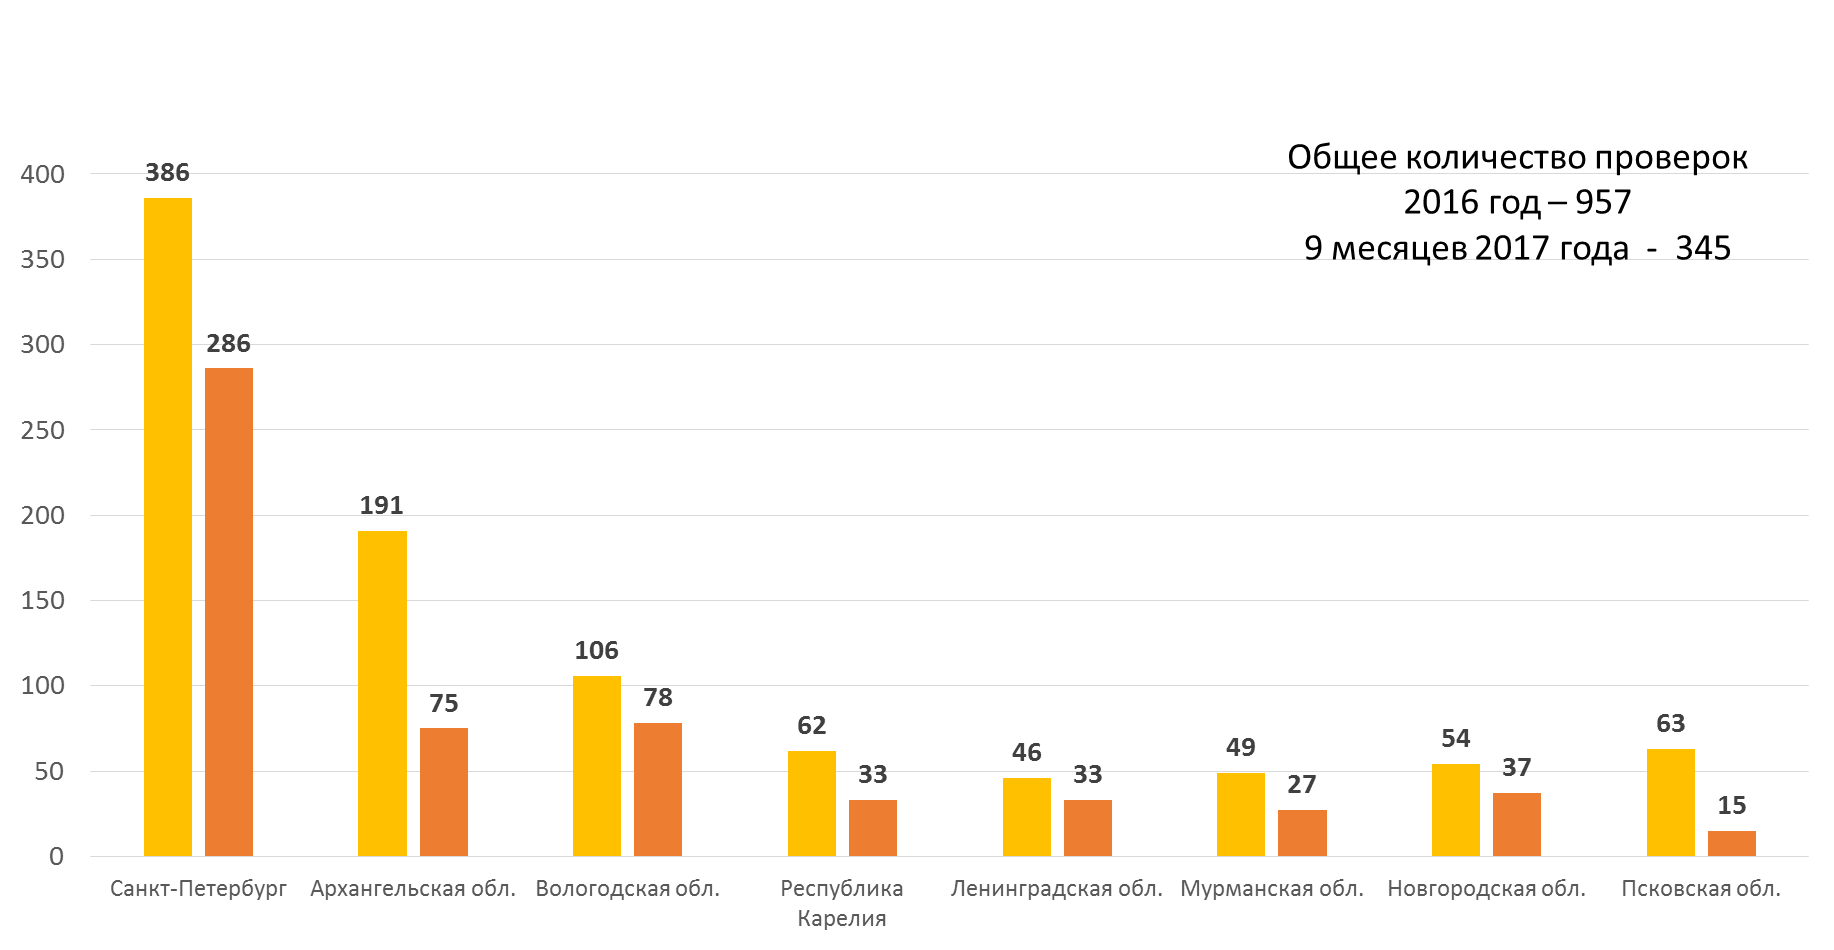 Общее количество проверок
2016 год – 957
9 месяцев 2017 года - 345
400
350
300
250
200
150
100
50
0
386
286
191
75
106
78
62
33
46
33
49
27
54
37
63
15
Санкт-Петербург
Архангельская обл.
Вологодская обл.
Республика
Карелия
Ленинградская обл.
Мурманская обл.
Новгородская обл.
Псковская обл.